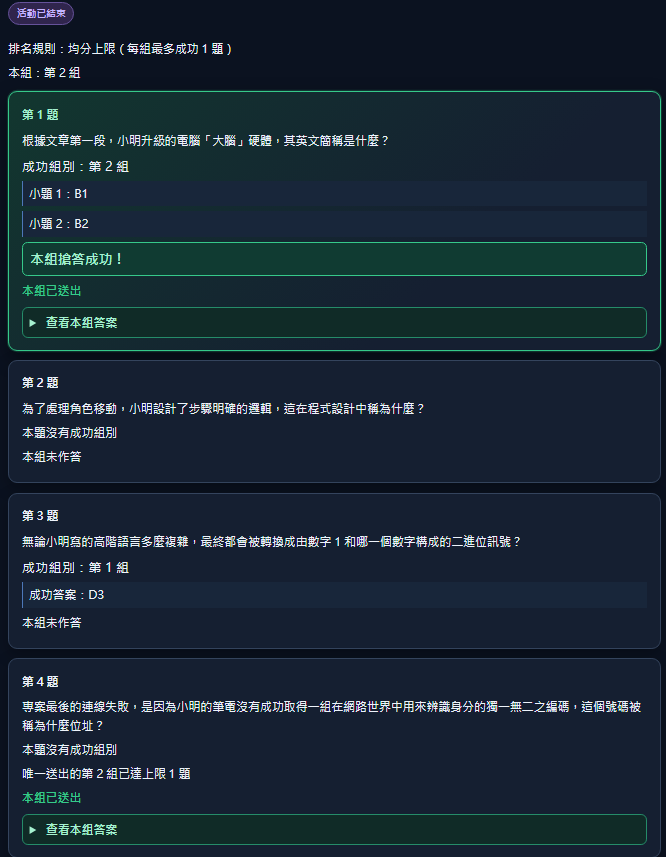 活動已結束
排名規則：均分上限 ( 每組最多成功 1 題 )
本組：第 2 組
第 1 題
根據文章第一段，小明升級的電腦「大腦」硬體，其英文簡稱是什麼？
成功組別：第 2 組
小題 1：B1
小題 2：B2
本組搶答成功！
本組已送出
▶ 查看本組答案
第 2 題
為了處理角色移動，小明設計了步驟明確的邏輯，這在程式設計中稱為什麼？
本題沒有成功組別
本組未作答
第 3 題
無論小明寫的高階語言多麼複雜，最終都會被轉換成由數字 1 和哪一個數字構成的二進位訊號？
成功組別：第 1 組
成功答案：D3
本組未作答
第 4 題
專案最後的連線失敗，是因為小明的筆電沒有成功取得一組在網路世界中用來辨識身分的獨一無二之編碼，這個號碼被
稱為什麼位址？
本題沒有成功組別
唯一送出的第 2 組已達上限 1 題
本組已送出
▶ 查看本組答案